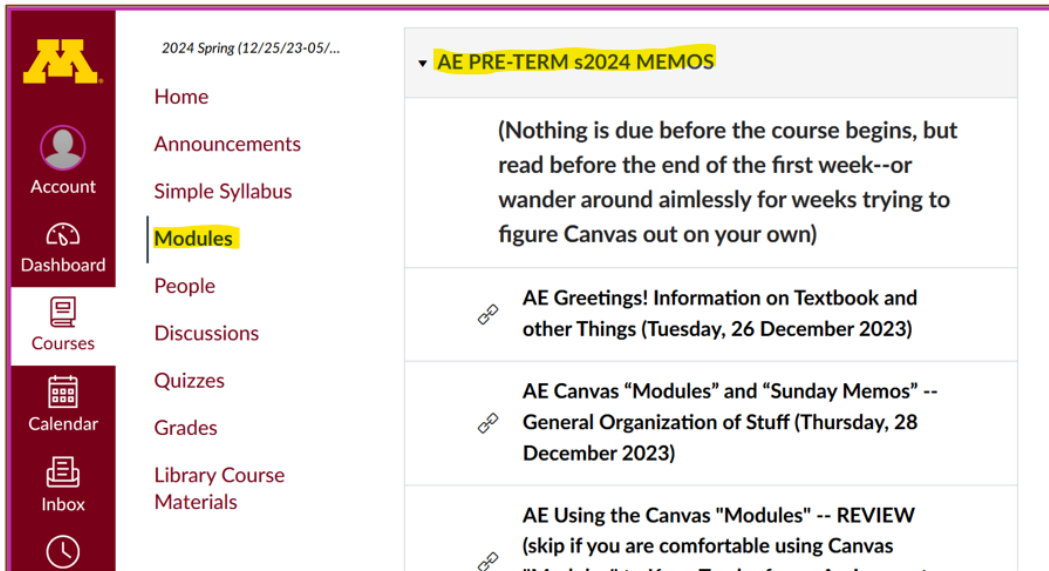 M
2024 Spring (12/25/23-05/...
Home
Announcements
Simple Syllabus
Modules
People
Discussions
Quizzes
Grades
Library Course
Materials
Account
Dashboard
Courses
Calendar
Inbox
AE PRE-TERM s2024 MEMOS
(Nothing is due before the course begins, but
read before the end of the first week--or
wander around aimlessly for weeks trying to
figure Canvas out on your own)
AE Greetings! Information on Textbook and
other Things (Tuesday, 26 December 2023)
AE Canvas “Modules” and “Sunday Memos” --
General Organization of Stuff (Thursday, 28
December 2023)
AE Using the Canvas "Modules" -- REVIEW
(skip if you are comfortable using Canvas